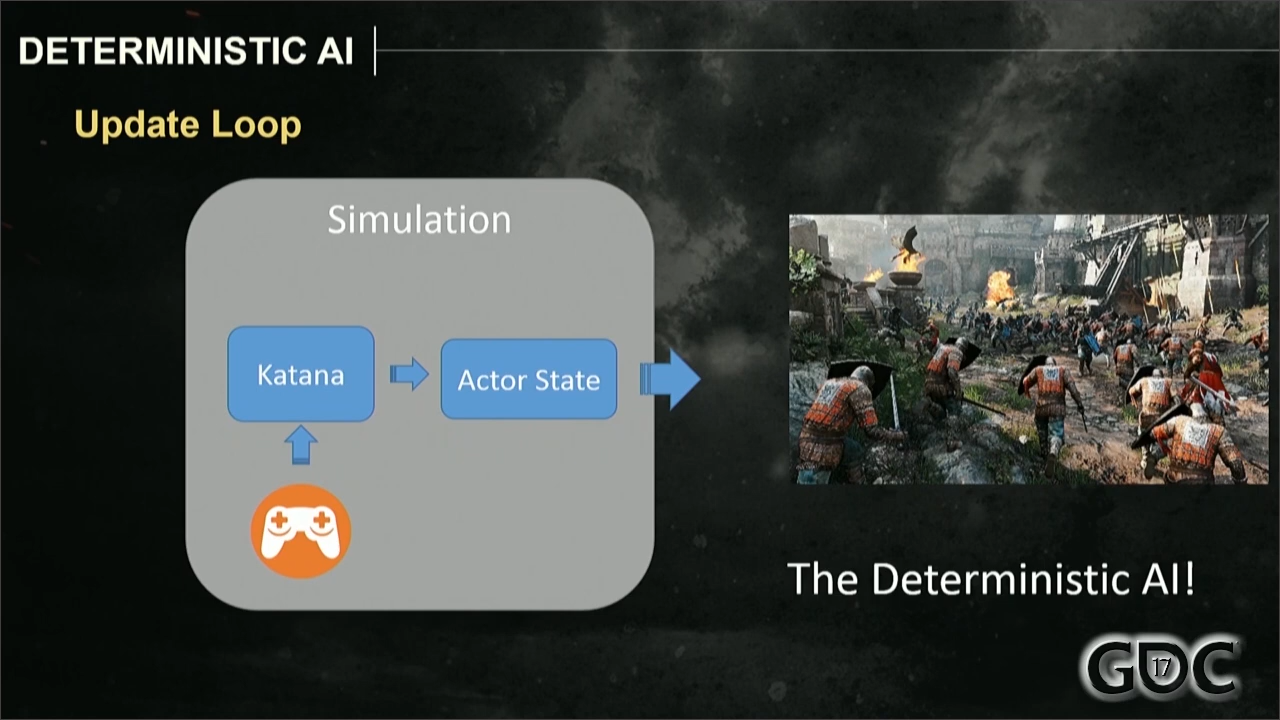 DETERMINISTIC AI
Update Loop
Simulation
Katana
Actor State
The Deterministic AI!
GDC
17